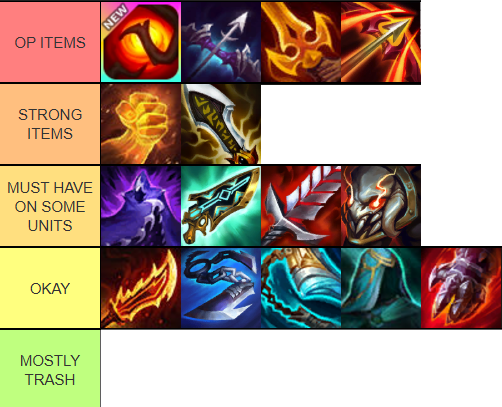 OP ITEMS
NEW
STRONG
ITEMS
MUST HAVE
ON SOME
UNITS
OKAY
MOSTLY
TRASH